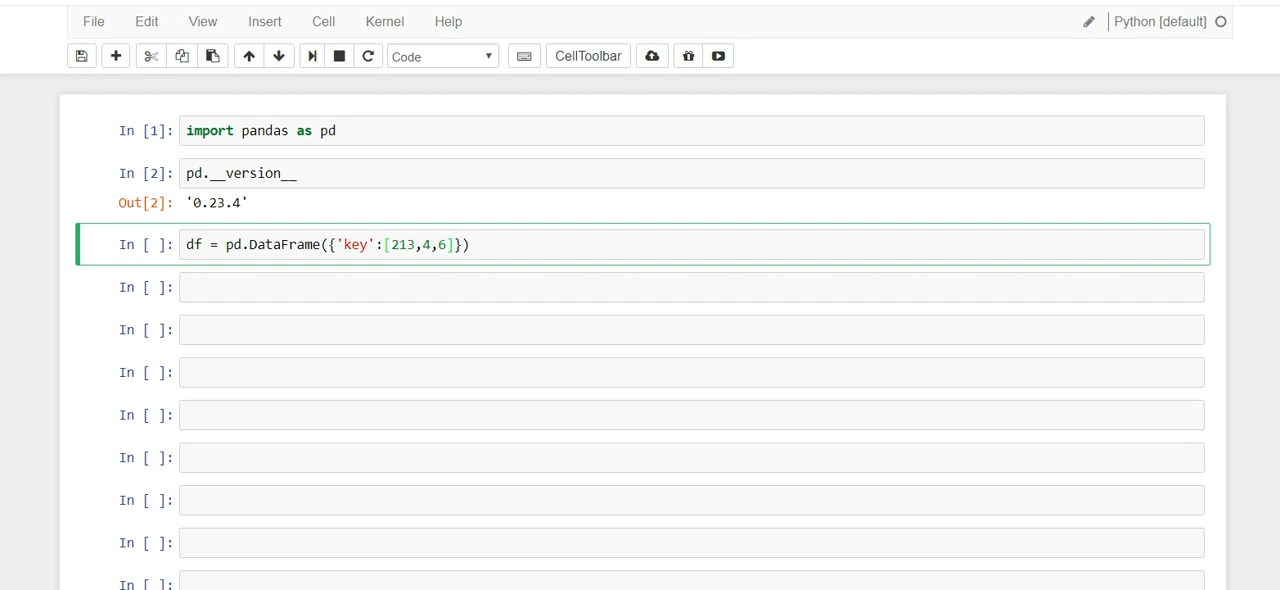 File Edit View Insert Cell Kernel Help Python [default]
Code CellToolbar
In [1]: import pandas as pd
In [2]: pd.__version__
Out[2]: '0.23.4'
In [ ]: df = pd.DataFrame({'key':[213,4,6]})
In [ ]:
In [ ]:
In [ ]:
In [ ]:
In [ ]:
In [ ]:
In [ ]:
In [ ]: